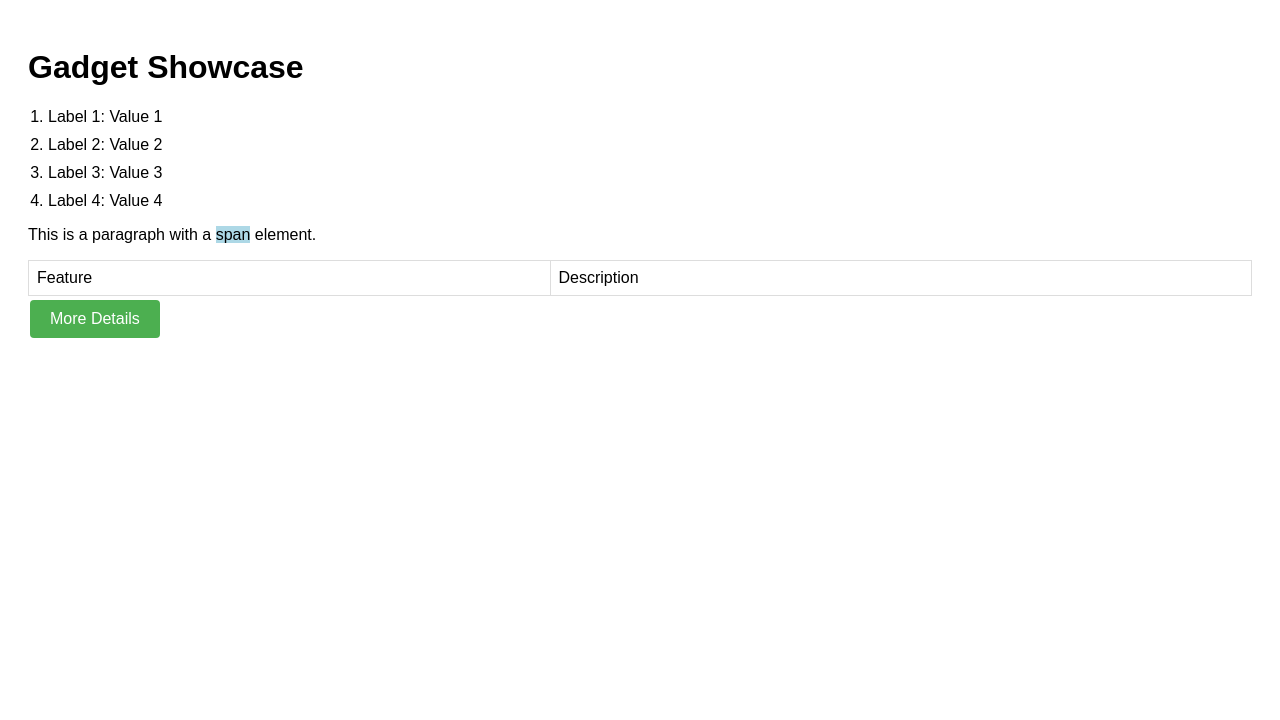 Gadget Showcase
1. Label 1: Value 1
2. Label 2: Value 2
3. Label 3: Value 3
4. Label 4: Value 4
This is a paragraph with a span element.
Feature Description
More Details